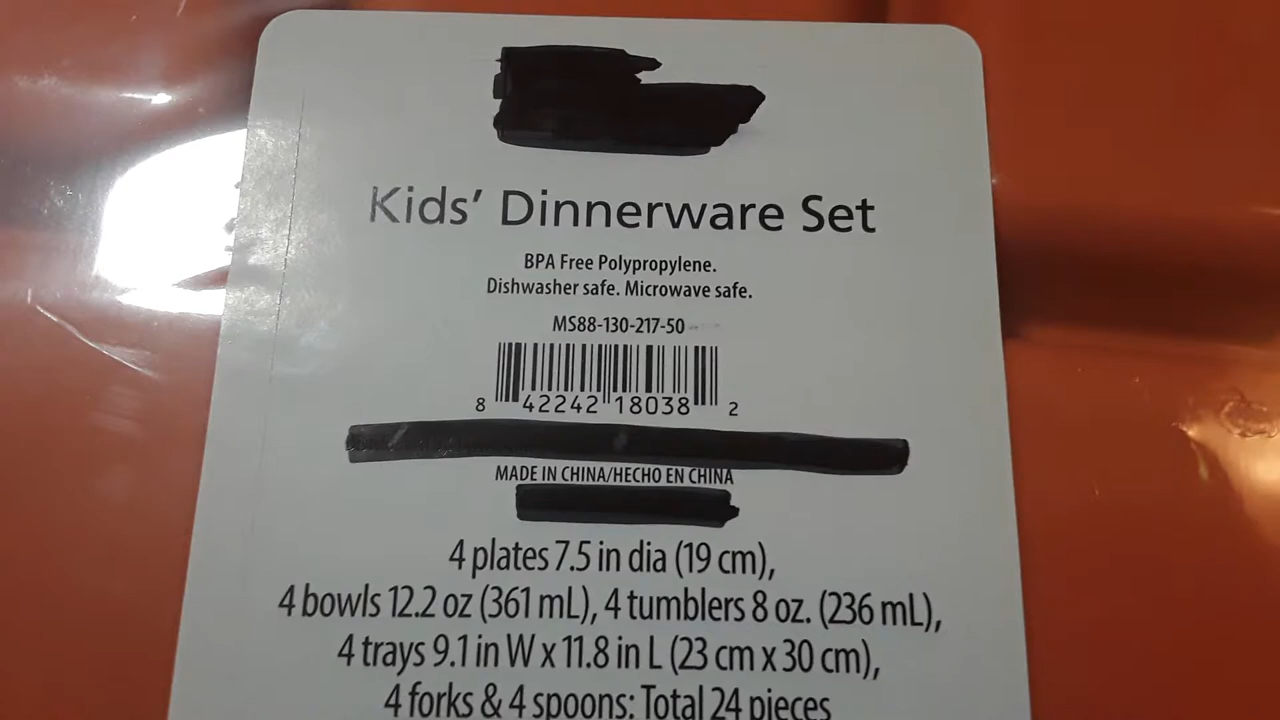 Kids’ Dinnerware Set
BPA Free Polypropylene.
Dishwasher safe. Microwave safe.
MS88-130-217-50
8 42242 18038 2
MADE IN CHINA/HECHO EN CHINA
4 plates 7.5 in dia (19 cm),
4 bowls 12.2 oz (361 mL), 4 tumblers 8 oz. (236 mL),
4 trays 9.1 in W x 11.8 in L (23 cm x 30 cm),
4 forks & 4 spoons: Total 24 pieces